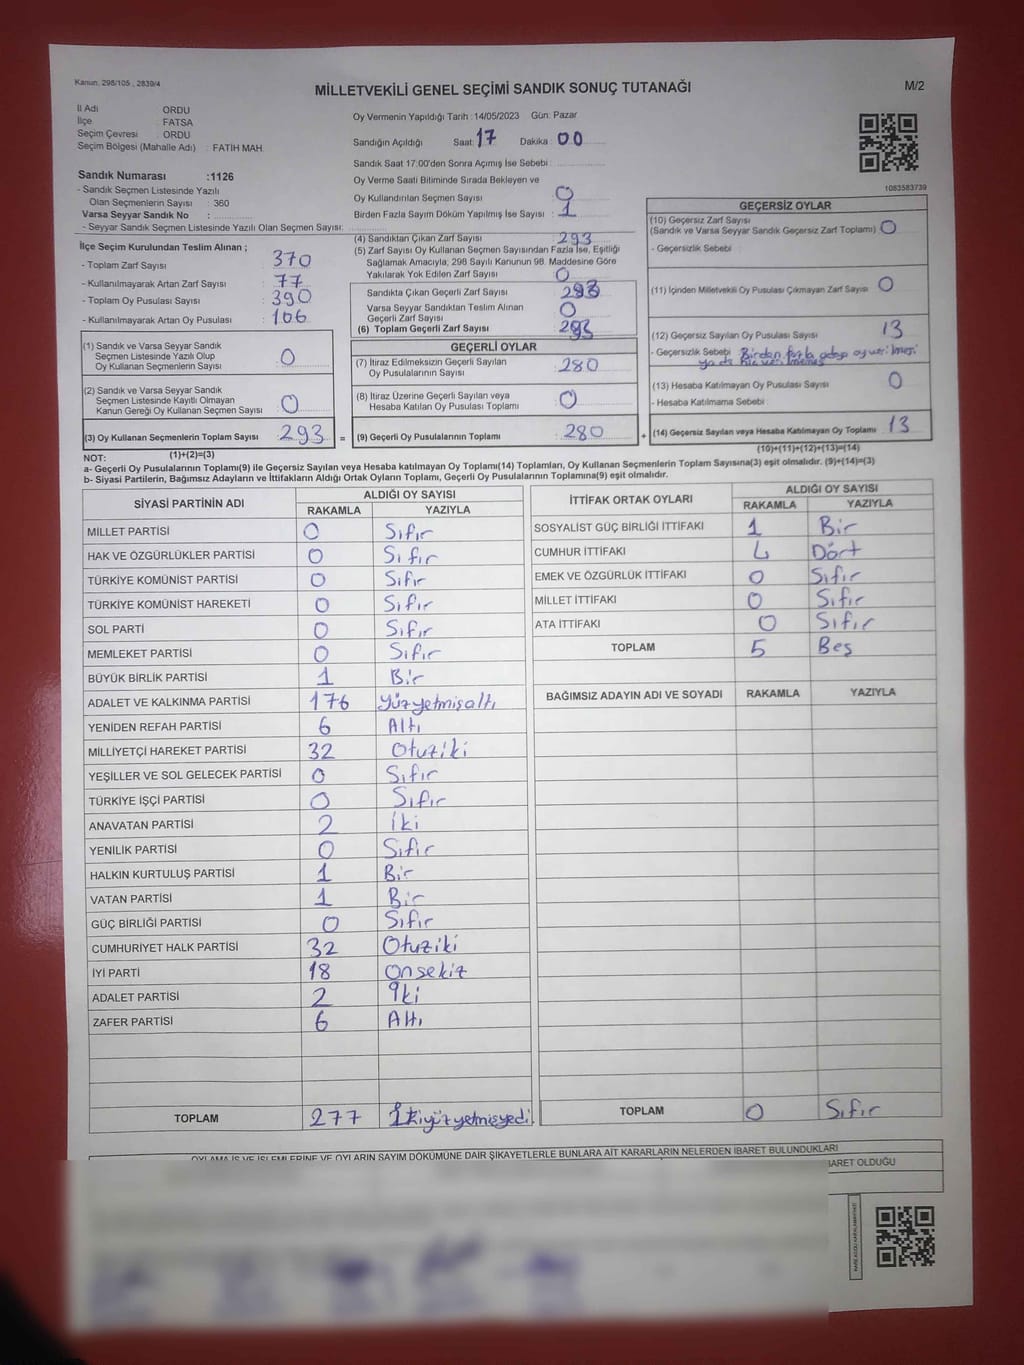 Kanun, 298/105 , 2839/4
MİLLETVEKİLİ GENEL SEÇİMİ SANDIK SONUÇ TUTANAĞI
M/2
İl Adı : ORDU
İlçe : FATSA
Seçim Çevresi : ORDU
Seçim Bölgesi (Mahalle Adı) : FATİH MAH.
Sandık Numarası :1126
- Sandık Seçmen Listesinde Yazılı
Olan Seçmenlerin Sayısı : 360
Varsa Seyyar Sandık No :
- Seyyar Sandık Seçmen Listesinde Yazılı Olan Seçmen Sayısı:
Oy Vermenin Yapıldığı Tarih :14/05/2023 Gün: Pazar
Sandığın Açıldığı Saat: 17 Dakika: 00
Sandık Saat 17:00'den Sonra Açımış İse Sebebi :
Oy Verme Saati Bitiminde Sırada Bekleyen ve
Oy Kullandırılan Seçmen Sayısı : 0
Birden Fazla Sayım Döküm Yapılmış İse Sayısı : 1
1083583739
İlçe Seçim Kurulundan Teslim Alınan ;
- Toplam Zarf Sayısı : 370
- Kullanılmayarak Artan Zarf Sayısı : 77
- Toplam Oy Pusulası Sayısı : 390
- Kullanılmayarak Artan Oy Pusulası : 106
(1) Sandık ve Varsa Seyyar Sandık
Seçmen Listesinde Yazılı Olup
Oy Kullanan Seçmenlerin Sayısı : 0
(2) Sandık ve Varsa Seyyar Sandık
Seçmen Listesinde Kayıtlı Olmayan
Kanun Gereği Oy Kullanan Seçmen Sayısı : 0
(3) Oy Kullanan Seçmenlerin Toplam Sayısı : 293
(1)+(2)=(3)
(4) Sandıktan Çıkan Zarf Sayısı : 293
(5) Zarf Sayısı Oy Kullanan Seçmen Sayısından Fazla İse, Eşitliği
Sağlamak Amacıyla; 298 Sayılı Kanunun 98. Maddesine Göre
Yakılarak Yok Edilen Zarf Sayısı : 0
Sandıkta Çıkan Geçerli Zarf Sayısı : 293
Varsa Seyyar Sandıktan Teslim Alınan
Geçerli Zarf Sayısı : 0
(6) Toplam Geçerli Zarf Sayısı : 293
GEÇERLİ OYLAR
(7) İtiraz Edilmeksizin Geçerli Sayılan
Oy Pusulalarının Sayısı : 280
(8) İtiraz Üzerine Geçerli Sayılan veya
Hesaba Katılan Oy Pusulası Toplamı : 0
= (9) Geçerli Oy Pusulalarının Toplamı : 280
GEÇERSİZ OYLAR
(10) Geçersiz Zarf Sayısı
(Sandık ve Varsa Seyyar Sandık Geçersiz Zarf Toplamı) : 0
- Geçersizlik Sebebi :
(11) İçinden Milletvekili Oy Pusulası Çıkmayan Zarf Sayısı : 0
(12) Geçersiz Sayılan Oy Pusulası Sayısı : 13
- Geçersizlik Sebebi : Birden fazla adaya oy verilmesi
ya da hiç verilmemesi
(13) Hesaba Katılmayan Oy Pusulası Sayısı : 0
- Hesaba Katılmama Sebebi :
+ (14) Geçersiz Sayılan veya Hesaba Katılmayan Oy Toplamı : 13
(10)+(11)+(12)+(13)=(14)
NOT:
a- Geçerli Oy Pusulalarının Toplamı(9) ile Geçersiz Sayılan veya Hesaba katılmayan Oy Toplamı(14) Toplamları, Oy Kullanan Seçmenlerin Toplam Sayısına(3) eşit olmalıdır. (9)+(14)=(3)
b- Siyasi Partilerin, Bağımsız Adayların ve İttifakların Aldığı Ortak Oyların Toplamı, Geçerli Oy Pusulalarının Toplamına(9) eşit olmalıdır.
SİYASİ PARTİNİN ADI ALDIĞI OY SAYISI
RAKAMLA YAZIYLA
MİLLET PARTİSİ 0 Sıfır
HAK VE ÖZGÜRLÜKLER PARTİSİ 0 Sıfır
TÜRKİYE KOMÜNİST PARTİSİ 0 Sıfır
TÜRKİYE KOMÜNİST HAREKETİ 0 Sıfır
SOL PARTİ 0 Sıfır
MEMLEKET PARTİSİ 0 Sıfır
BÜYÜK BİRLİK PARTİSİ 1 Bir
ADALET VE KALKINMA PARTİSİ 176 Yüzyetmişaltı
YENİDEN REFAH PARTİSİ 6 Altı
MİLLİYETÇİ HAREKET PARTİSİ 32 Otuziki
YEŞİLLER VE SOL GELECEK PARTİSİ 0 Sıfır
TÜRKİYE İŞÇİ PARTİSİ 0 Sıfır
ANAVATAN PARTİSİ 2 İki
YENİLİK PARTİSİ 0 Sıfır
HALKIN KURTULUŞ PARTİSİ 1 Bir
VATAN PARTİSİ 1 Bir
GÜÇ BİRLİĞİ PARTİSİ 0 Sıfır
CUMHURİYET HALK PARTİSİ 32 Otuziki
İYİ PARTİ 18 Onsekiz
ADALET PARTİSİ 2 İki
ZAFER PARTİSİ 6 Altı
TOPLAM 277 İkiyüzyetmişyedi
İTTİFAK ORTAK OYLARI ALDIĞI OY SAYISI
RAKAMLA YAZIYLA
SOSYALİST GÜÇ BİRLİĞİ İTTİFAKI 1 Bir
CUMHUR İTTİFAKI 4 Dört
EMEK VE ÖZGÜRLÜK İTTİFAKI 0 Sıfır
MİLLET İTTİFAKI 0 Sıfır
ATA İTTİFAKI 0 Sıfır
TOPLAM 5 Beş
BAĞIMSIZ ADAYIN ADI VE SOYADI RAKAMLA YAZIYLA
TOPLAM 0 Sıfır
OYLAMA İŞ VE İŞLEMLERİNE VE OYLARIN SAYIM DÖKÜMÜNE DAİR ŞİKAYETLERLE BUNLARA AİT KARARLARIN NELERDEN İBARET BULUNDUKLARI
İBARET OLDUĞU